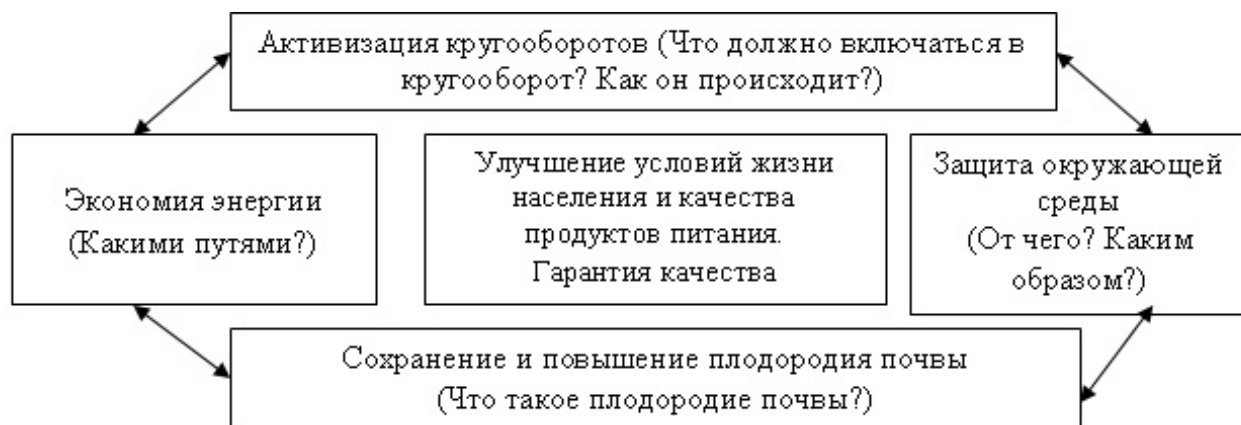 Активизация кругооборотов (Что должно включаться в
кругооборот? Как он происходит?)
Экономия энергии
(Какими путями?)
Улучшение условий жизни
населения и качества
продуктов питания.
Гарантия качества
Защита окружающей
среды
(От чего? Каким
образом?)
Сохранение и повышение плодородия почвы
(Что такое плодородие почвы?)